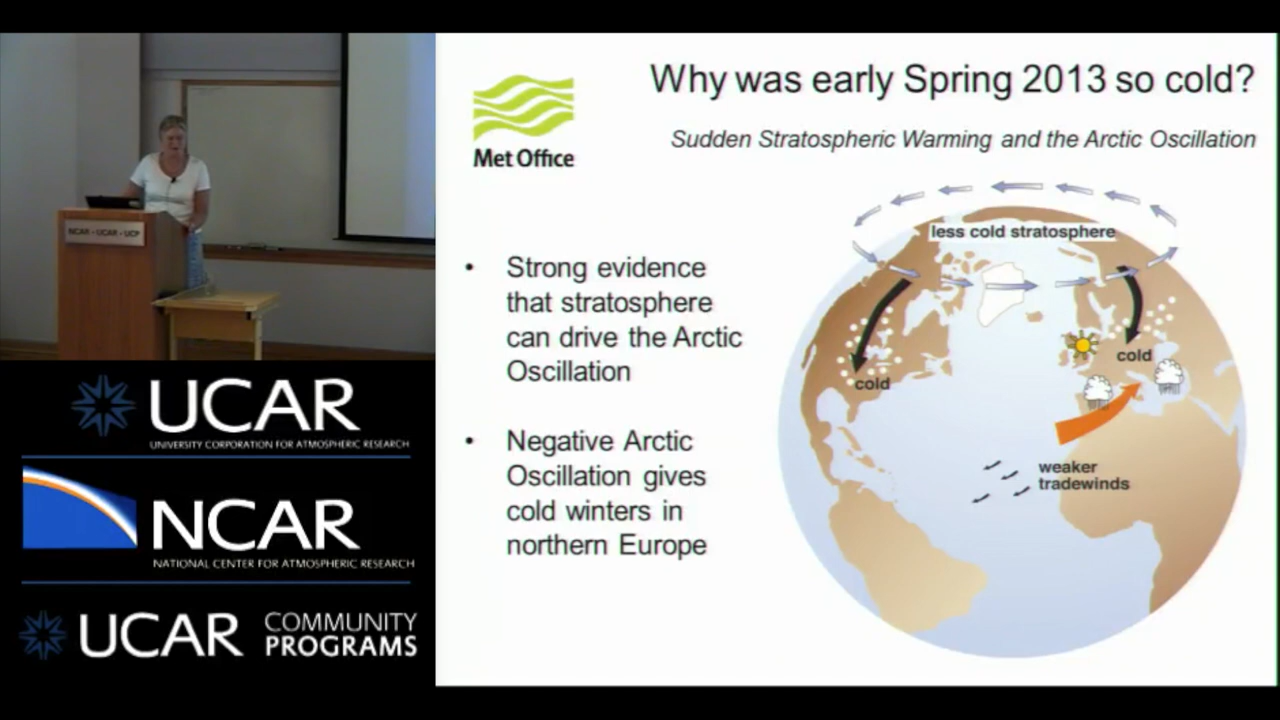 NCAR • UCAR • UCP
UCAR
UNIVERSITY CORPORATION FOR ATMOSPHERIC RESEARCH
NCAR
NATIONAL CENTER FOR ATMOSPHERIC RESEARCH
UCAR COMMUNITY
PROGRAMS
Met Office
Why was early Spring 2013 so cold?
Sudden Stratospheric Warming and the Arctic Oscillation
• Strong evidence
that stratosphere
can drive the Arctic
Oscillation
• Negative Arctic
Oscillation gives
cold winters in
northern Europe
less cold stratosphere
cold
cold
weaker
tradewinds